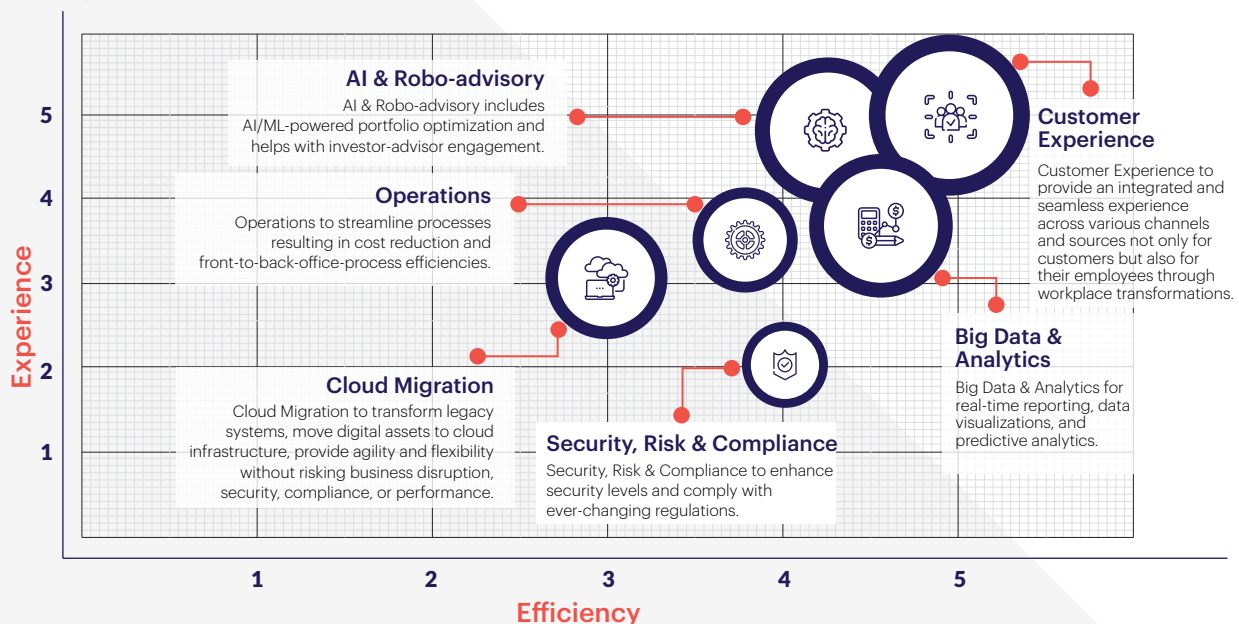 AI & Robo-advisory
AI & Robo-advisory includes
AI/ML-powered portfolio optimization and
helps with investor-advisor engagement.
Operations
Operations to streamline processes
resulting in cost reduction and
front-to-back-office-process efficiencies.
Cloud Migration
Cloud Migration to transform legacy
systems, move digital assets to cloud
infrastructure, provide agility and flexibility
without risking business disruption,
security, compliance, or performance.
Security, Risk & Compliance
Security, Risk & Compliance to enhance
security levels and comply with
ever-changing regulations.
Customer
Experience
Customer Experience to
provide an integrated and
seamless experience
across various channels
and sources not only for
customers but also for
their employees through
workplace transformations.
Big Data &
Analytics
Big Data & Analytics for
real-time reporting, data
visualizations, and
predictive analytics.
$
$
Experience
5
4
3
2
1
1
2
3
4
5
Efficiency